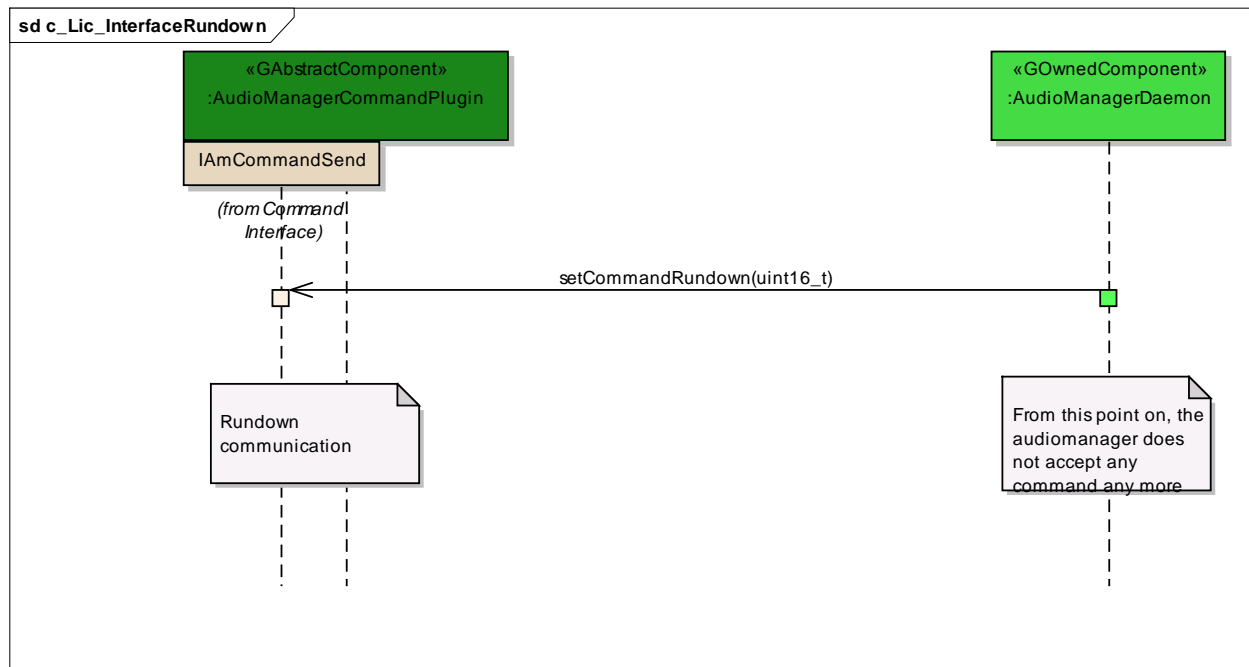 sd c_Lic_InterfaceRundown
«GAbstractComponent»
:AudioManagerCommandPlugin
«GOwnedComponent»
:AudioManagerDaemon
IAmCommandSend
(from Command
Interface)
setCommandRundown(uint16_t)
Rundown
communication
From this point on, the
audiomanager does
not accept any
command any more